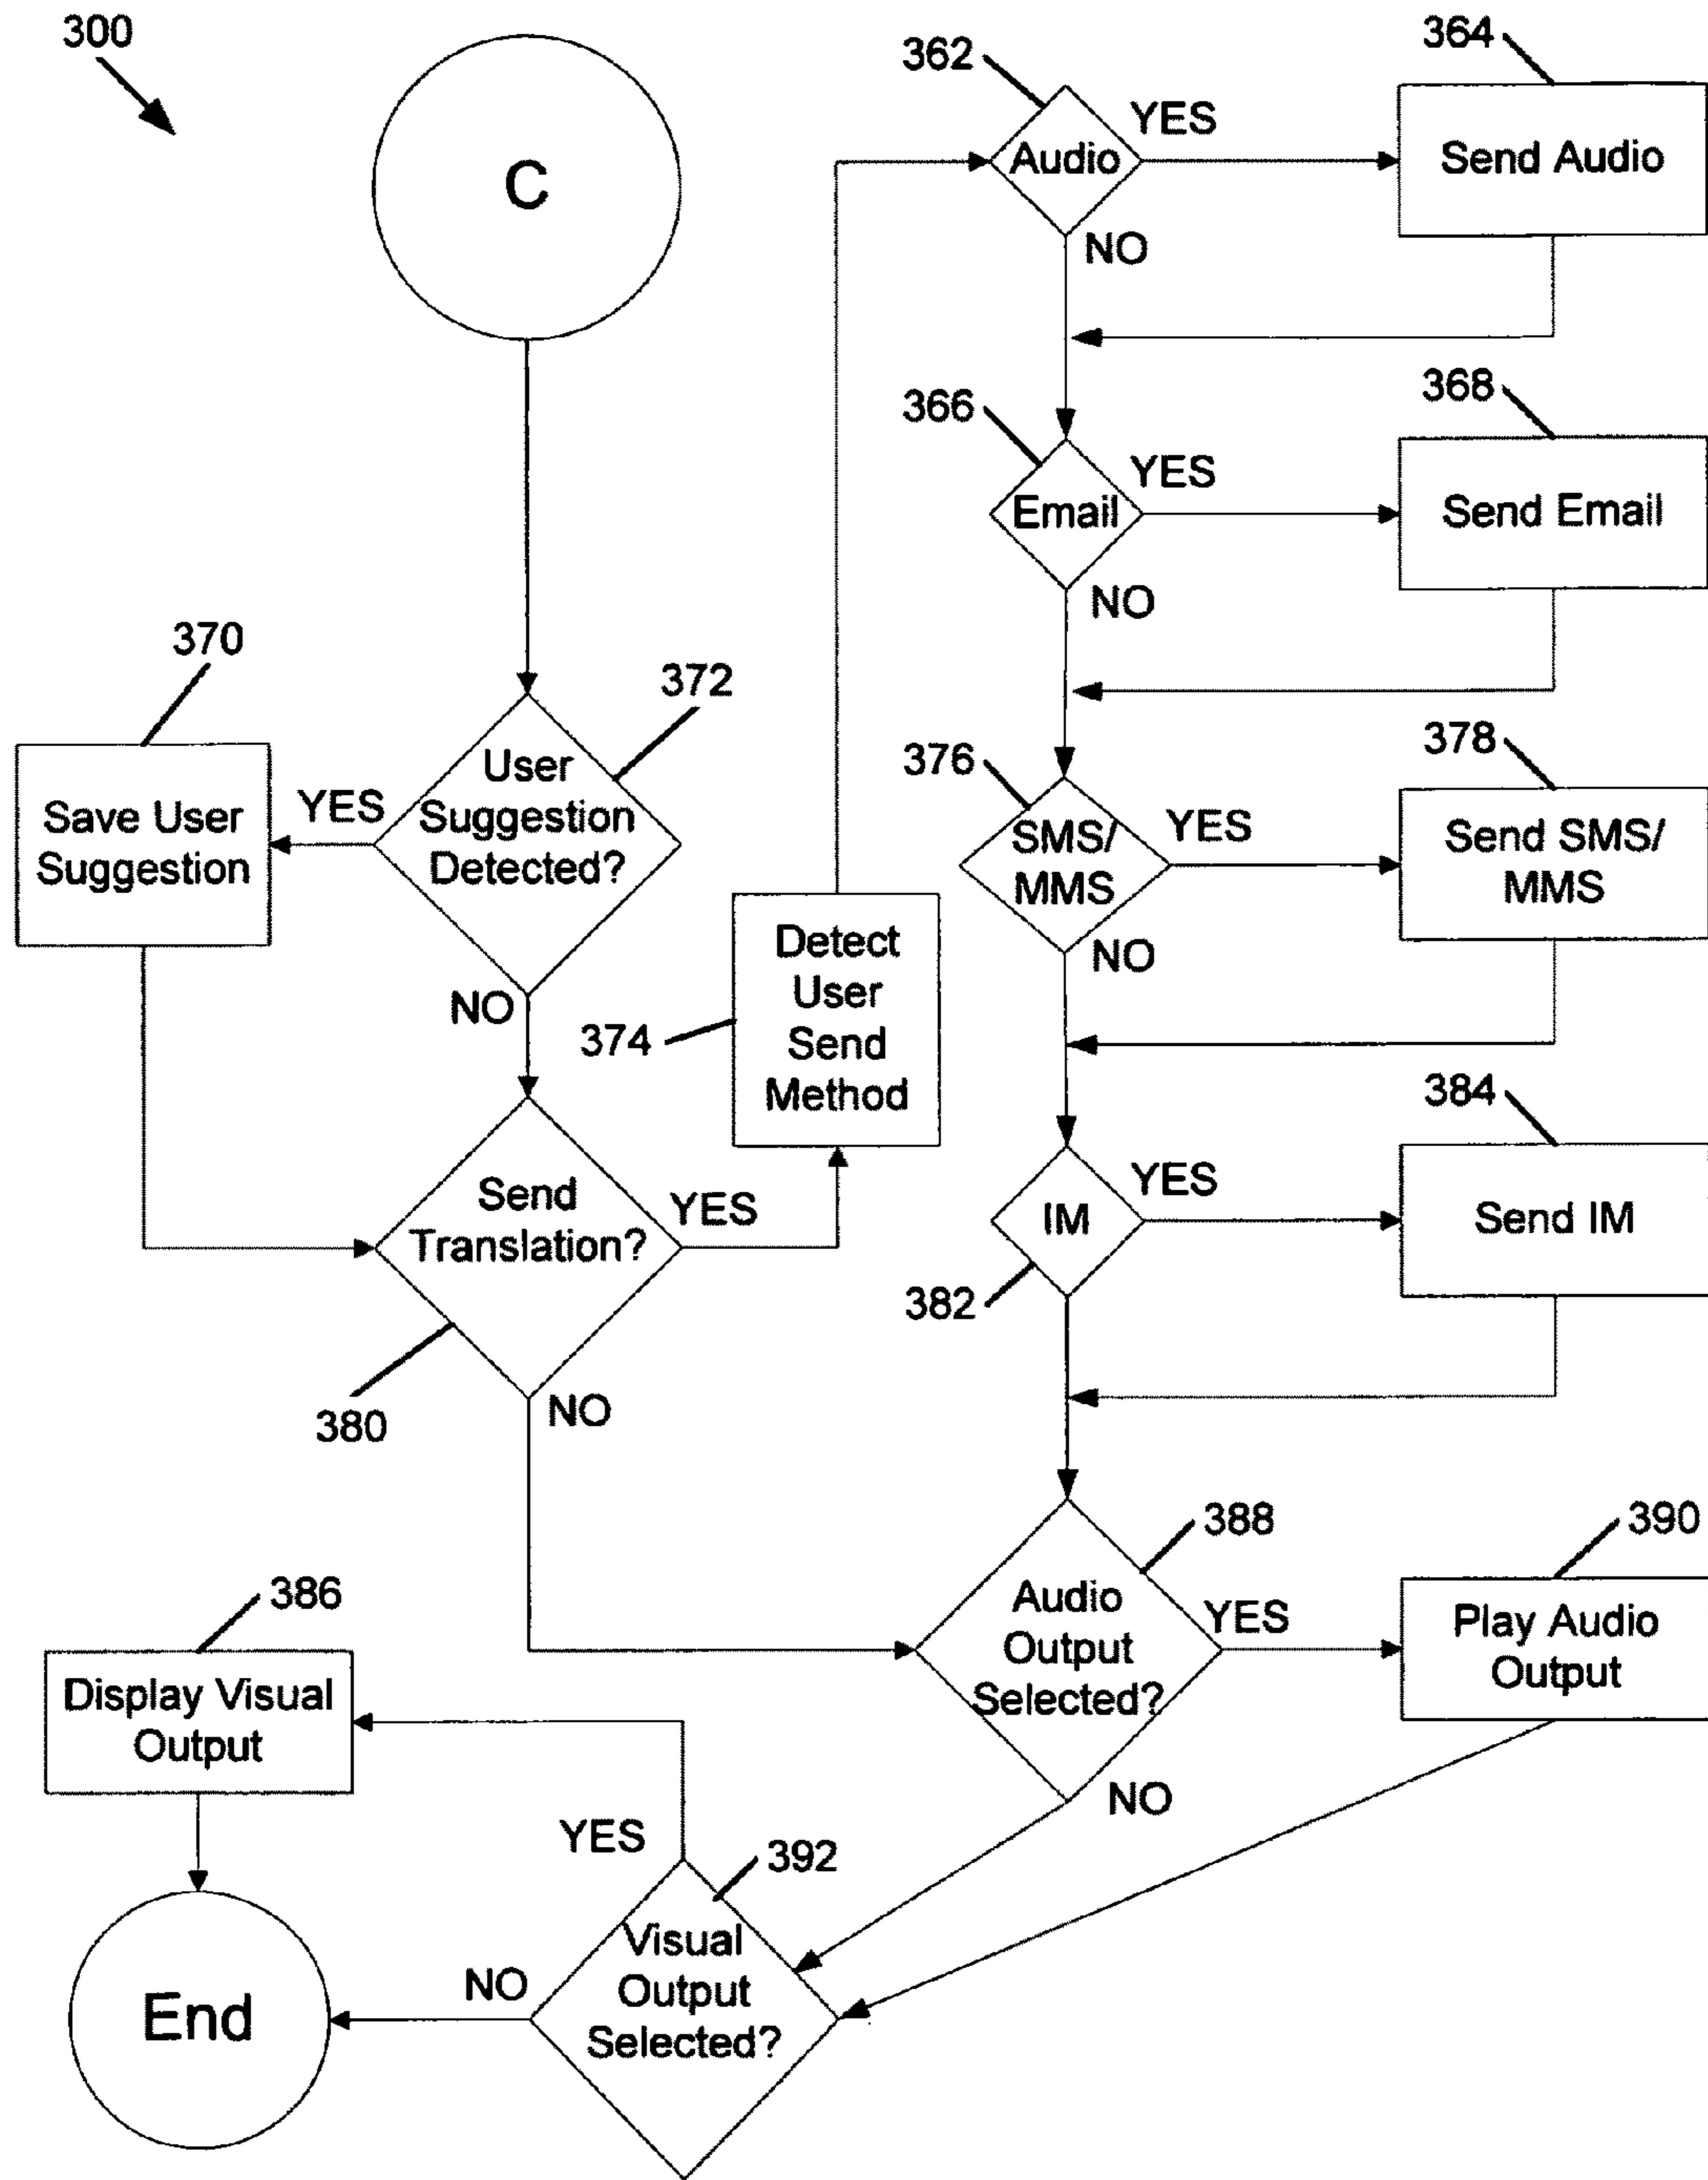 300
C
362
364
Audio
YES
Send Audio
NO
366
368
Email
YES
Send Email
NO
370
372
Save User
Suggestion
YES
User
Suggestion
Detected?
NO
376
378
SMS/
MMS
YES
Send SMS/
MMS
NO
374
Detect
User
Send
Method
Send
Translation?
YES
380
NO
384
IM
YES
Send IM
382
388
390
Audio
Output
Selected?
YES
Play Audio
Output
NO
386
Display Visual
Output
YES
392
Visual
Output
Selected?
NO
End